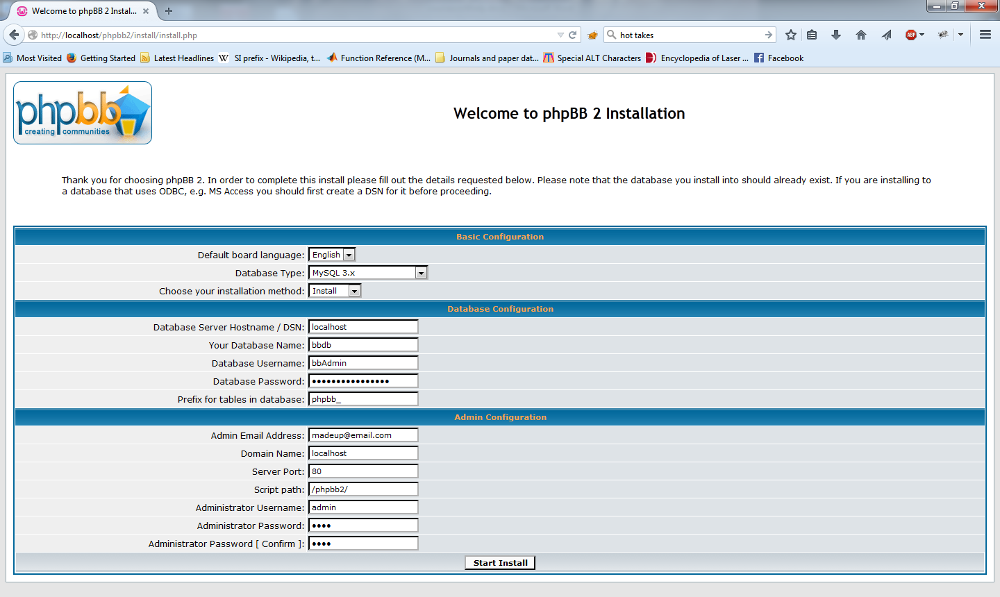 Welcome to phpBB 2 Instal...
http://localhost/phpbb2/install/install.php
hot takes
ABP
Most Visited
Getting Started
Latest Headlines
W SI prefix - Wikipedia, t...
Function Reference (M...
Journals and paper dat...
Special ALT Characters
Encyclopedia of Laser ...
Facebook
phpbb
creating communities
Welcome to phpBB 2 Installation
Thank you for choosing phpBB 2. In order to complete this install please fill out the details requested below. Please note that the database you install into should already exist. If you are installing to
a database that uses ODBC, e.g. MS Access you should first create a DSN for it before proceeding.
Basic Configuration
Default board language: English
Database Type: MySQL 3.x
Choose your installation method: Install
Database Configuration
Database Server Hostname / DSN: localhost
Your Database Name: bbdb
Database Username: bbAdmin
Database Password: ••••••••••••••••
Prefix for tables in database: phpbb_
Admin Configuration
Admin Email Address: madeup@email.com
Domain Name: localhost
Server Port: 80
Script path: /phpbb2/
Administrator Username: admin
Administrator Password: ••••
Administrator Password [ Confirm ]: ••••
Start Install